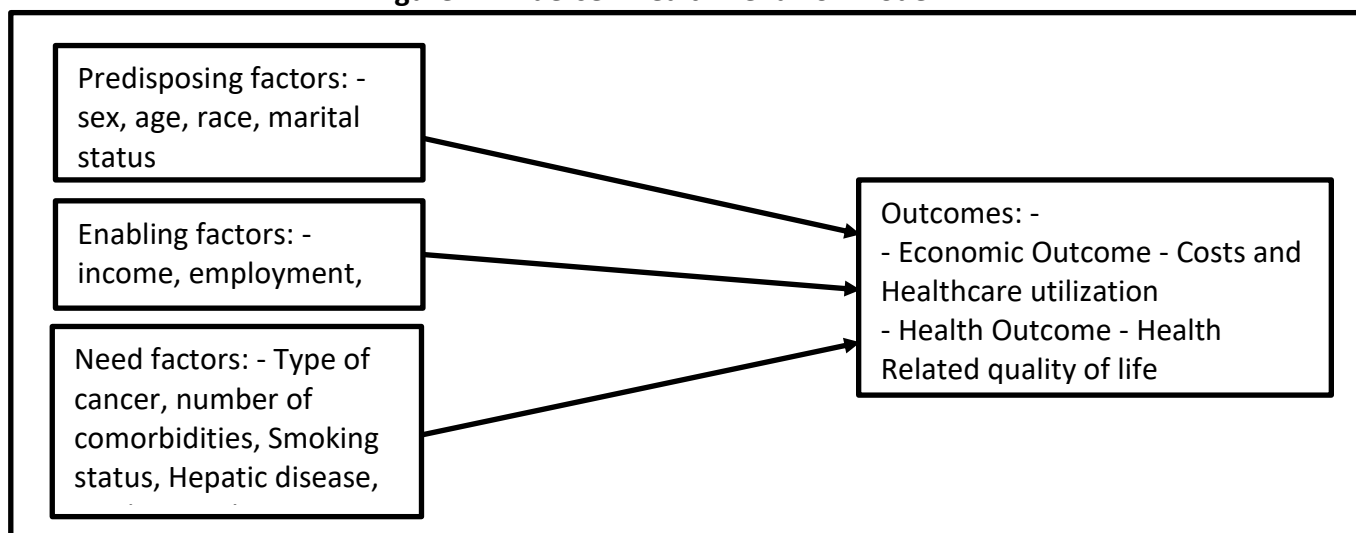 Predisposing factors: -
sex, age, race, marital
status
Enabling factors: -
income, employment,
Need factors: - Type of
cancer, number of
comorbidities, Smoking
status, Hepatic disease,
Outcomes: -
- Economic Outcome - Costs and
Healthcare utilization
- Health Outcome - Health
Related quality of life